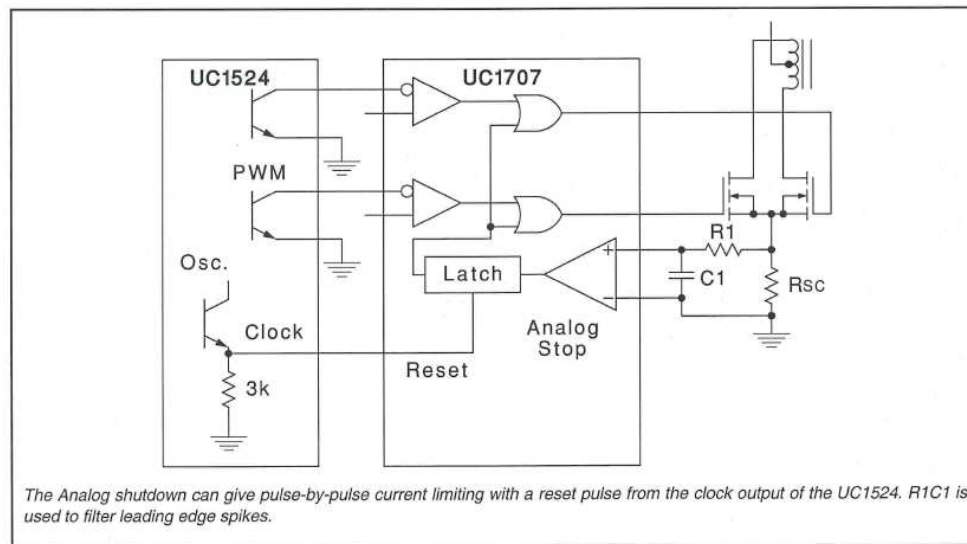 UC1524
UC1707
PWM
Osc.
Clock
3k
Reset
Latch
+
−
Analog
Stop
R1
C1
Rsc
The Analog shutdown can give pulse-by-pulse current limiting with a reset pulse from the clock output of the UC1524. R1C1 is
used to filter leading edge spikes.